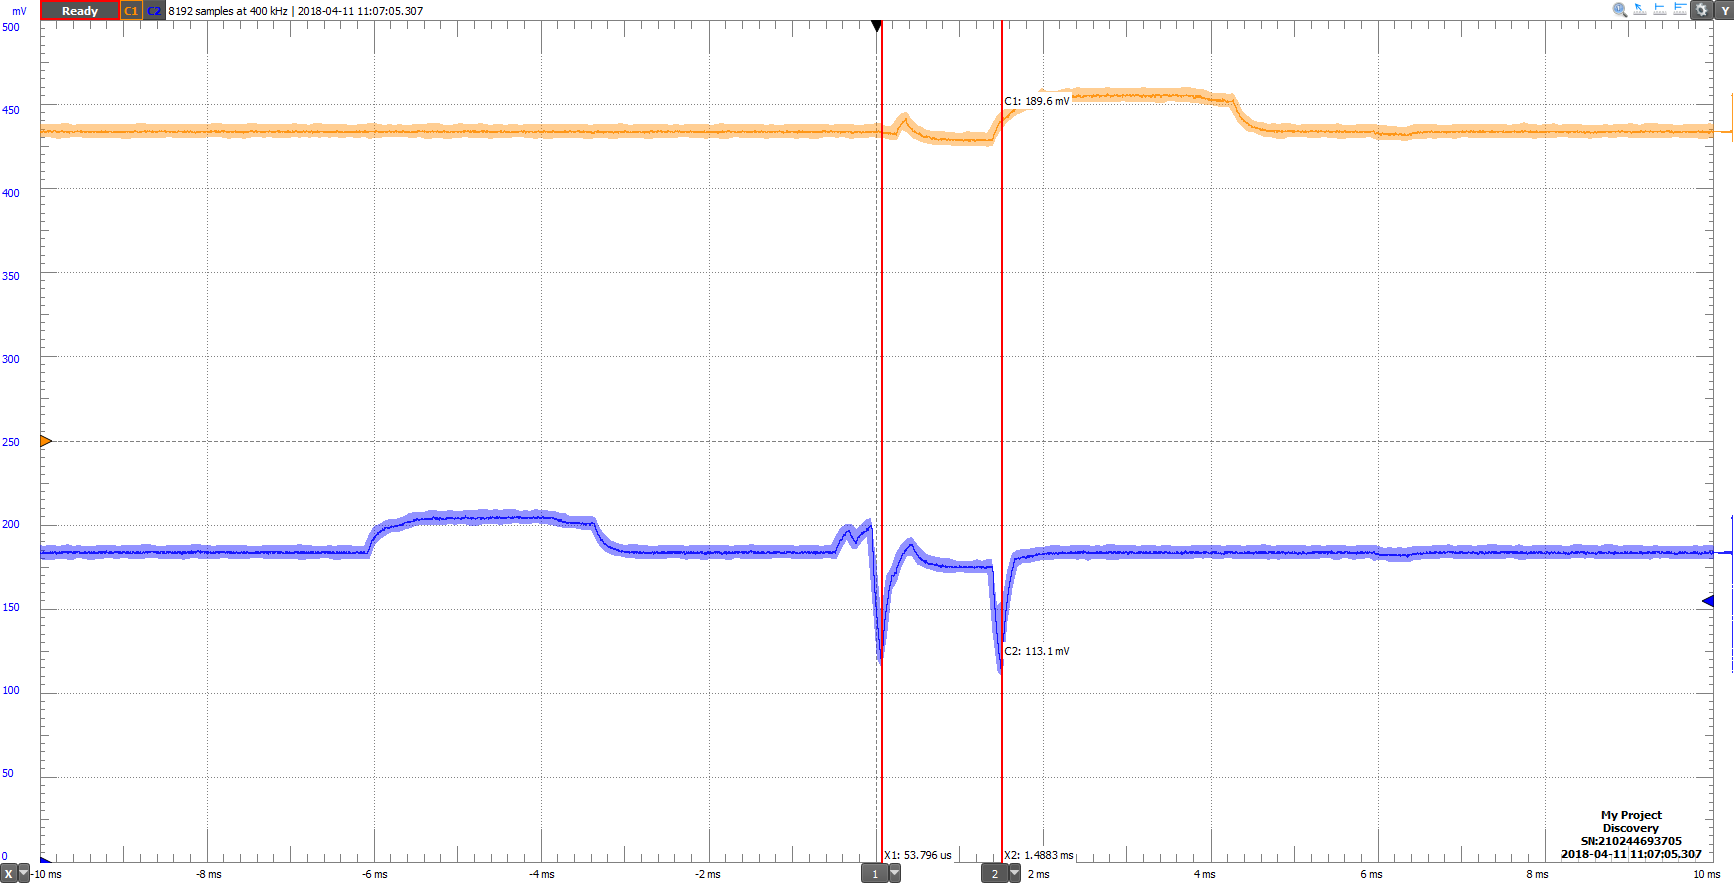 mV Ready C1 C2 8192 samples at 400 kHz | 2018-04-11 11:07:05.307 Y
500
450
C1: 189.6 mV
400
350
300
250
200
150
C2: 113.1 mV
100
50
My Project
Discovery
SN:210244693705
2018-04-11 11:07:05.307
0
X1: 53.796 us X2: 1.4883 ms
X -10 ms -8 ms -6 ms -4 ms -2 ms 1 2 2 ms 4 ms 6 ms 8 ms 10 ms